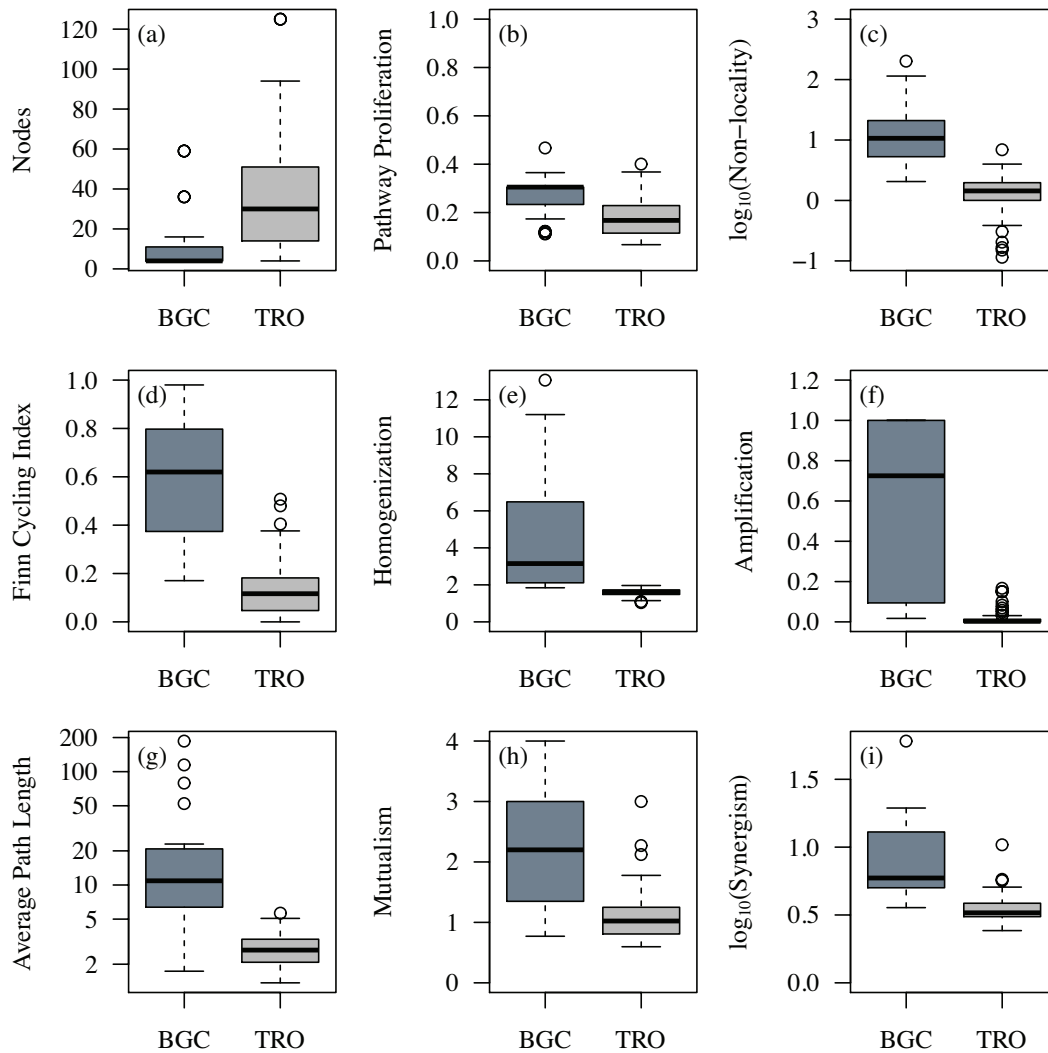 (a)
Nodes
0
20
40
60
80
100
120
BGC TRO
(b)
Pathway Proliferation
0.0
0.2
0.4
0.6
0.8
1.0
BGC TRO
(c)
log₁₀(Non−locality)
−1
0
1
2
3
BGC TRO
(d)
Finn Cycling Index
0.0
0.2
0.4
0.6
0.8
1.0
BGC TRO
(e)
Homogenization
0
2
4
6
8
10
12
BGC TRO
(f)
Amplification
0.0
0.2
0.4
0.6
0.8
1.0
1.2
BGC TRO
(g)
Average Path Length
2
5
10
20
50
100
200
BGC TRO
(h)
Mutualism
0
1
2
3
4
BGC TRO
(i)
log₁₀(Synergism)
0.0
0.5
1.0
1.5
BGC TRO